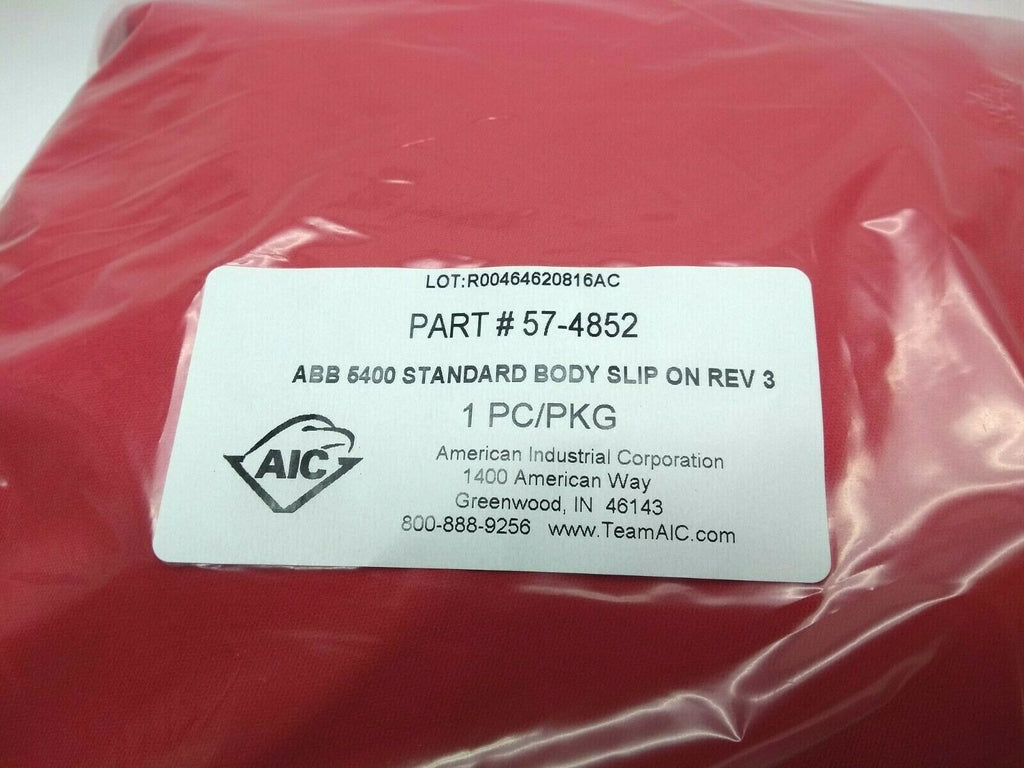 LOT:R00464620816AC
PART # 57-4852
ABB 5400 STANDARD BODY SLIP ON REV 3
1 PC/PKG
AIC
American Industrial Corporation
1400 American Way
Greenwood, IN 46143
800-888-9256 www.TeamAIC.com